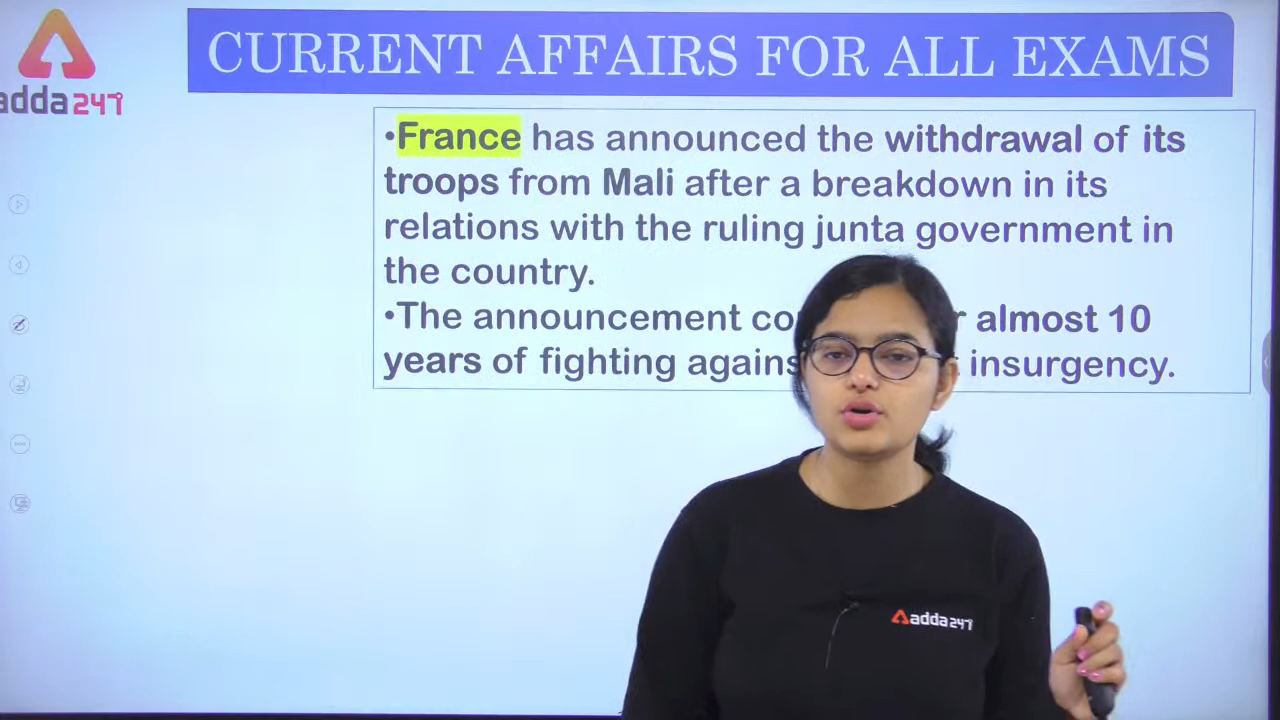 CURRENT AFFAIRS FOR ALL EXAMS
adda247
•France has announced the withdrawal of its
troops from Mali after a breakdown in its
relations with the ruling junta government in
the country.
•The announcement almost 10
years of fighting insurgency.
adda247